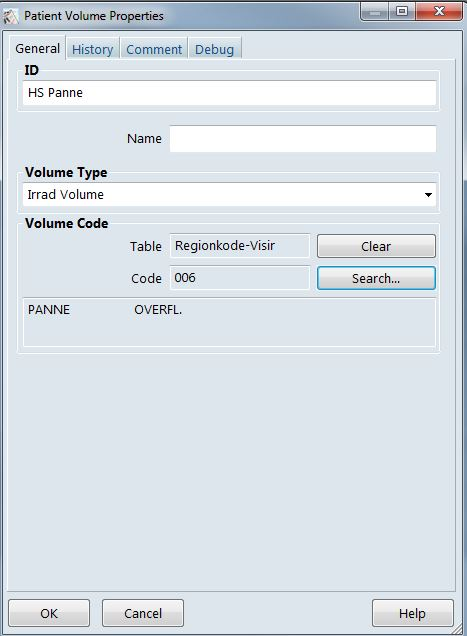 Patient Volume Properties
General History Comment Debug
ID
HS Panne
Name
Volume Type
Irrad Volume
Volume Code
Table Regionkode-Visir Clear
Code 006 Search...
PANNE OVERFL.
OK Cancel Help